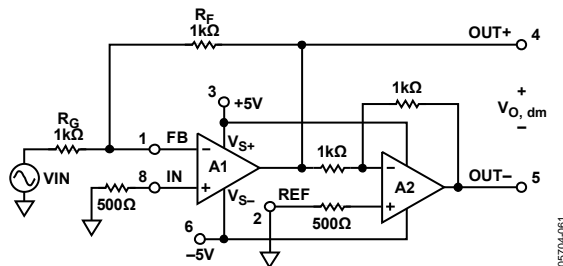 RF
1kΩ
OUT+
4
3
+5V
1kΩ
+
VO, dm
−
RG
1kΩ
1
FB
VS+
−
A1
+
1kΩ
−
A2
+
OUT−
5
VIN
8
IN
500Ω
VS−
REF
2
500Ω
6
−5V
05704-061